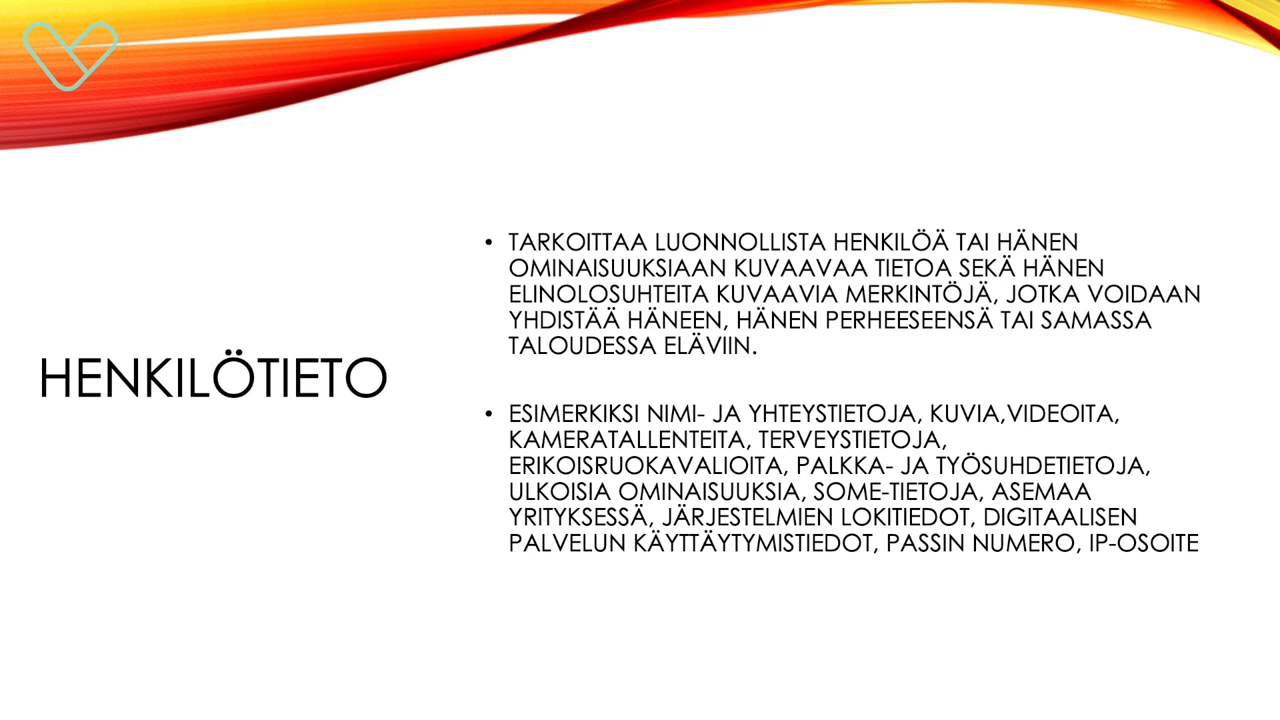 HENKILÖTIETO
• TARKOITTAA LUONNOLLISTA HENKILÖÄ TAI HÄNEN
OMINAISUUKSIAAN KUVAAVAA TIETOA SEKÄ HÄNEN
ELINOLOSUHTEITA KUVAAVIA MERKINTÖJÄ, JOTKA VOIDAAN
YHDISTÄÄ HÄNEEN, HÄNEN PERHEESEENSÄ TAI SAMASSA
TALOUDESSA ELÄVIIN.
• ESIMERKIKSI NIMI- JA YHTEYSTIETOJA, KUVIA,VIDEOITA,
KAMERATALLENTEITA, TERVEYSTIETOJA,
ERIKOISRUOKAVALIOITA, PALKKA- JA TYÖSUHDETIETOJA,
ULKOISIA OMINAISUUKSIA, SOME-TIETOJA, ASEMAA
YRITYKSESSÄ, JÄRJESTELMIEN LOKITIEDOT, DIGITAALISEN
PALVELUN KÄYTTÄYTYMISTIEDOT, PASSIN NUMERO, IP-OSOITE